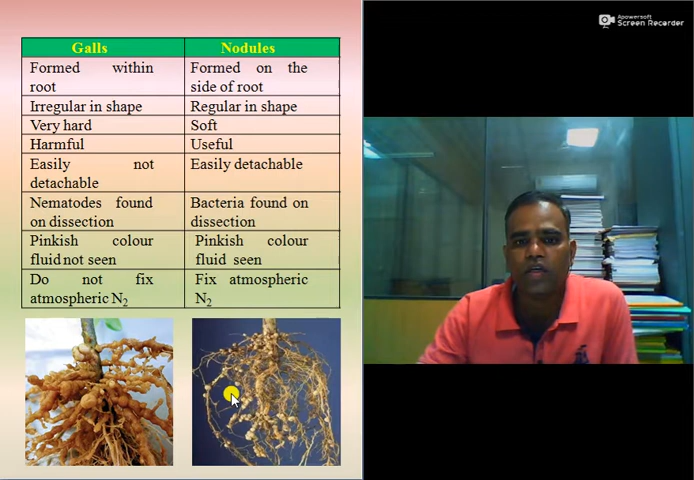 Apowersoft
Screen Recorder
Galls Nodules
Formed within Formed on the
root side of root
Irregular in shape Regular in shape
Very hard Soft
Harmful Useful
Easily not Easily detachable
detachable
Nematodes found Bacteria found on
on dissection dissection
Pinkish colour Pinkish colour
fluid not seen fluid seen
Do not fix Fix atmospheric
atmospheric N₂ N₂